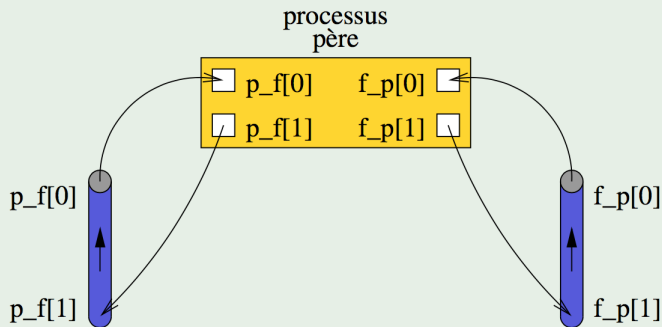 processus
père
p_f[0] f_p[0]
p_f[1] f_p[1]
p_f[0] f_p[0]
p_f[1] f_p[1]